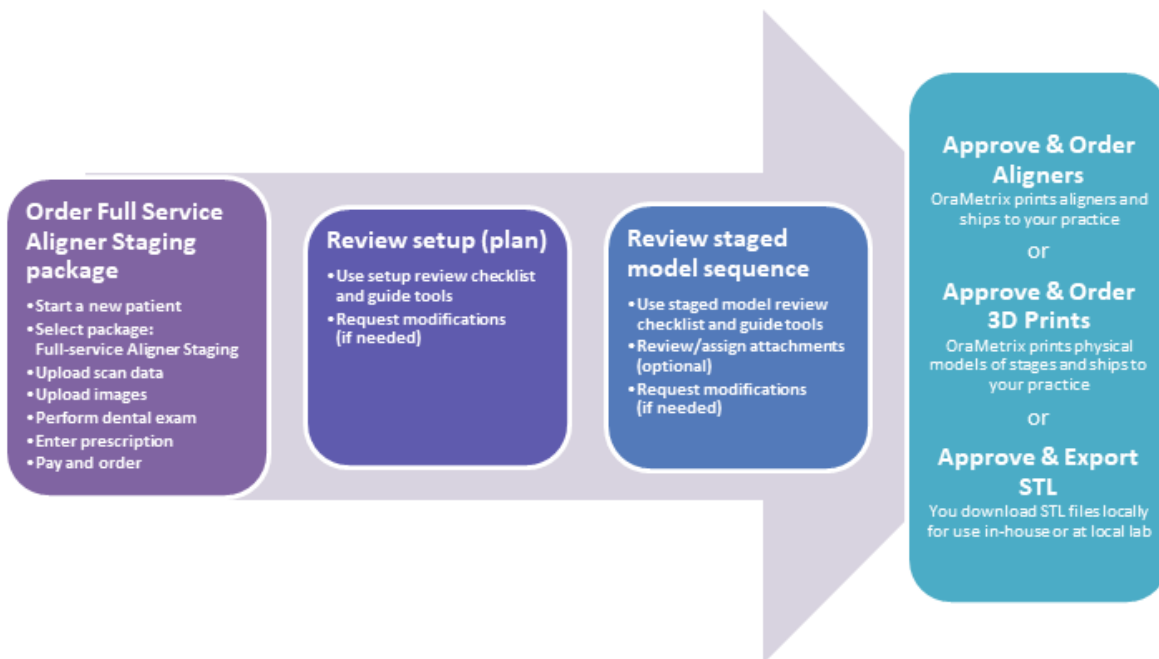 Order Full Service
Aligner Staging
package
•Start a new patient
•Select package:
Full-service Aligner Staging
•Upload scan data
•Upload images
•Perform dental exam
•Enter prescription
•Pay and order
Review setup (plan)
•Use setup review checklist
and guide tools
•Request modifications
(if needed)
Review staged
model sequence
•Use staged model review
checklist and guide tools
•Review/assign attachments
(optional)
•Request modifications
(if needed)
Approve & Order
Aligners
OraMetrix prints aligners and
ships to your practice
or
Approve & Order
3D Prints
OraMetrix prints physical
models of stages and ships to
your practice
or
Approve & Export
STL
You download STL files locally
for use in-house or at local lab